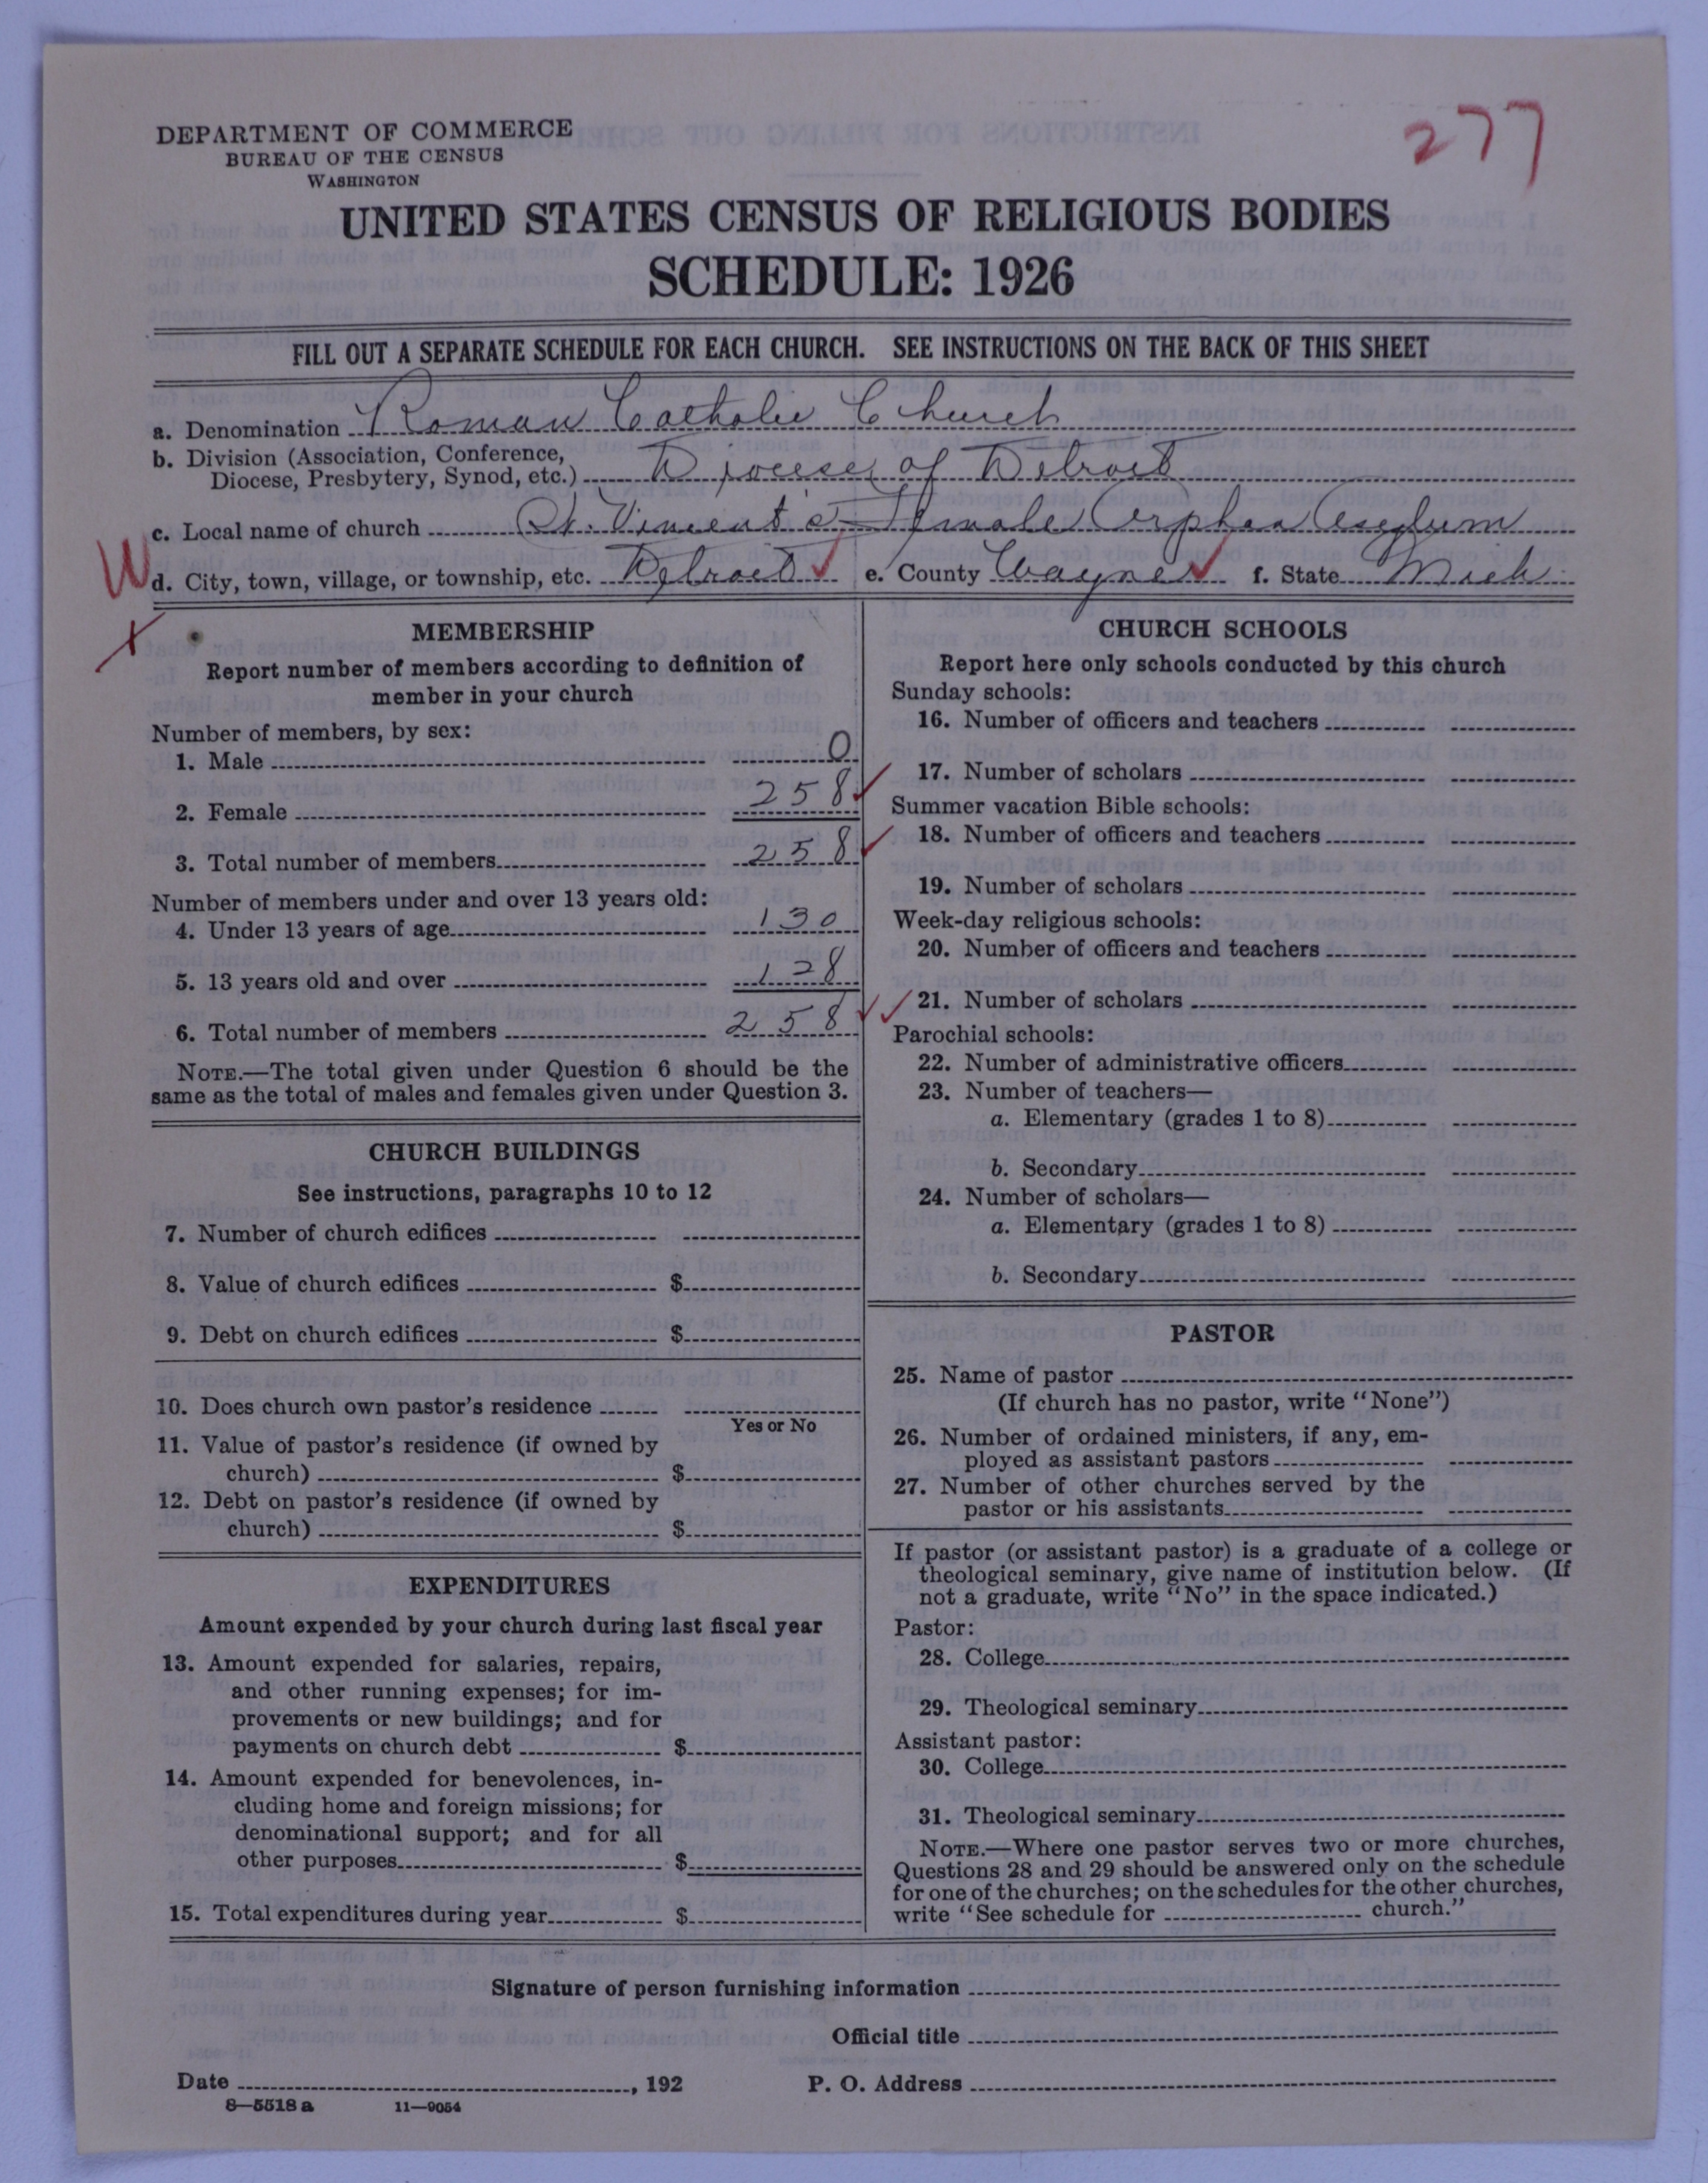 277
DEPARTMENT OF COMMERCE
BUREAU OF THE CENSUS
WASHINGTON
UNITED STATES CENSUS OF RELIGIOUS BODIES
SCHEDULE: 1926
FILL OUT A SEPARATE SCHEDULE FOR EACH CHURCH. SEE INSTRUCTIONS ON THE BACK OF THIS SHEET
a. Denomination Roman Catholic Church
b. Division (Association, Conference,
Diocese, Presbytery, Synod, etc.) Diocese of Detroit
c. Local name of church St. Vincent's Female Orphan Asylum
W
d. City, town, village, or township, etc. Detroit e. County Wayne f. State Mich
X
MEMBERSHIP
Report number of members according to definition of
member in your church
Number of members, by sex:
1. Male 0
2. Female 258
3. Total number of members 258
Number of members under and over 13 years old:
4. Under 13 years of age 130
5. 13 years old and over 128
6. Total number of members 258
NOTE.—The total given under Question 6 should be the
same as the total of males and females given under Question 3.
CHURCH BUILDINGS
See instructions, paragraphs 10 to 12
7. Number of church edifices
8. Value of church edifices $
9. Debt on church edifices $
10. Does church own pastor's residence
Yes or No
11. Value of pastor's residence (if owned by
church) $
12. Debt on pastor's residence (if owned by
church) $
EXPENDITURES
Amount expended by your church during last fiscal year
13. Amount expended for salaries, repairs,
and other running expenses; for im-
provements or new buildings; and for
payments on church debt $
14. Amount expended for benevolences, in-
cluding home and foreign missions; for
denominational support; and for all
other purposes $
15. Total expenditures during year $
CHURCH SCHOOLS
Report here only schools conducted by this church
Sunday schools:
16. Number of officers and teachers
17. Number of scholars
Summer vacation Bible schools:
18. Number of officers and teachers
19. Number of scholars
Week-day religious schools:
20. Number of officers and teachers
21. Number of scholars
Parochial schools:
22. Number of administrative officers
23. Number of teachers—
a. Elementary (grades 1 to 8)
b. Secondary
24. Number of scholars—
a. Elementary (grades 1 to 8)
b. Secondary
PASTOR
25. Name of pastor
(If church has no pastor, write "None")
26. Number of ordained ministers, if any, em-
ployed as assistant pastors
27. Number of other churches served by the
pastor or his assistants
If pastor (or assistant pastor) is a graduate of a college or
theological seminary, give name of institution below. (If
not a graduate, write "No" in the space indicated.)
Pastor:
28. College
29. Theological seminary
Assistant pastor:
30. College
31. Theological seminary
NOTE.—Where one pastor serves two or more churches,
Questions 28 and 29 should be answered only on the schedule
for one of the churches; on the schedules for the other churches,
write "See schedule for church."
Signature of person furnishing information
Official title
Date , 192 P. O. Address
8—5518 a 11—9054